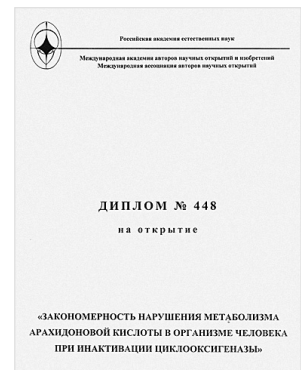 Российская академия естественных наук
Международная академия авторов научных открытий и изобретений
Международная ассоциация авторов научных открытий
ДИПЛОМ № 448
на открытие
«ЗАКОНОМЕРНОСТЬ НАРУШЕНИЯ МЕТАБОЛИЗМА
АРАХИДОНОВОЙ КИСЛОТЫ В ОРГАНИЗМЕ ЧЕЛОВЕКА
ПРИ ИНАКТИВАЦИИ ЦИКЛООКСИГЕНАЗЫ»